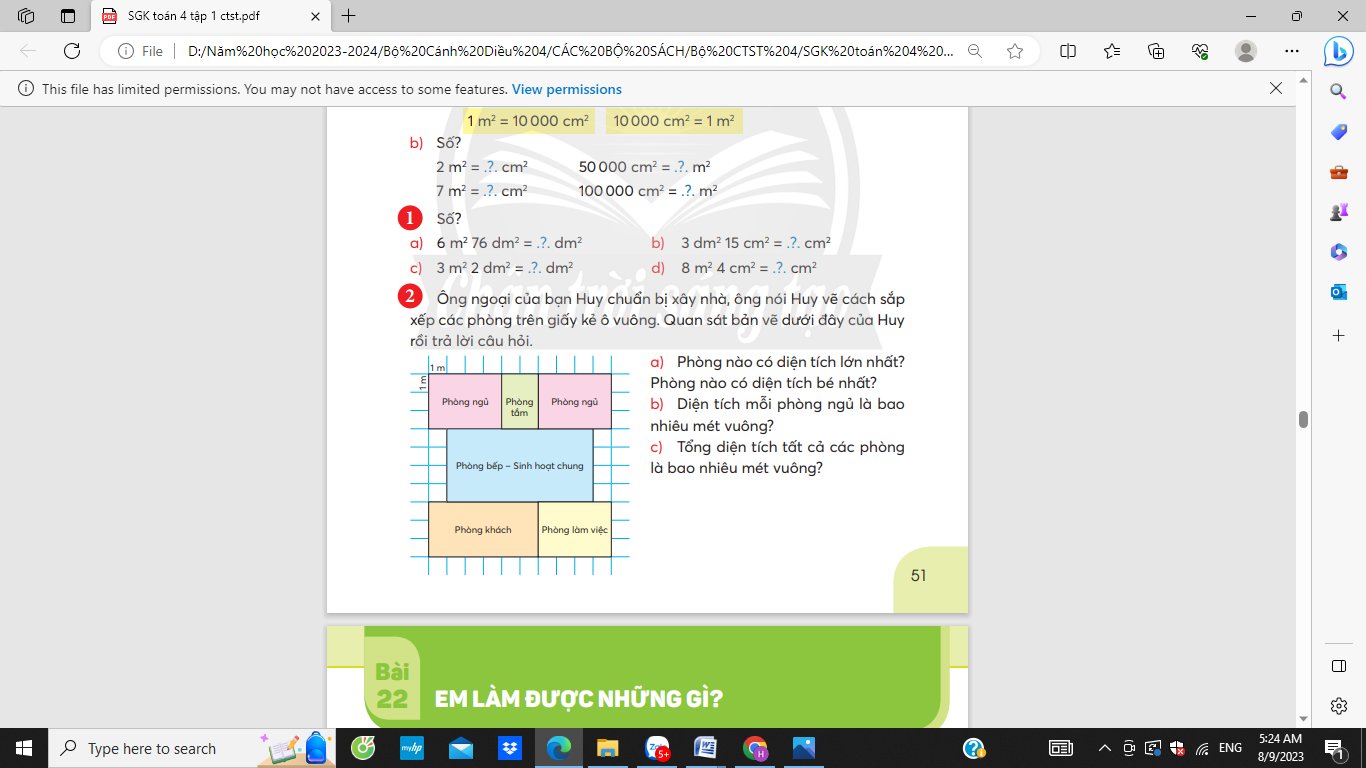 SGK toán 4 tập 1 ctst.pdf
File
D:/Năm%20học%202023-2024/Bộ%20Cánh%20Diều%204/CÁC%20BỘ%20SÁCH/Bộ%20CTST%204/SGK%20toán%204%20...
This file has limited permissions. You may not have access to some features. View permissions
1 m² = 10 000 cm² 10 000 cm² = 1 m²
b) Số?
2 m² = .?. cm² 50 000 cm² = .?. m²
7 m² = .?. cm² 100 000 cm² = .?. m²
1 Số?
a) 6 m² 76 dm² = .?. dm² b) 3 dm² 15 cm² = .?. cm²
c) 3 m² 2 dm² = .?. dm² d) 8 m² 4 cm² = .?. cm²
Chân trời sáng tạo
2 Ông ngoại của bạn Huy chuẩn bị xây nhà, ông nói Huy vẽ cách sắp
xếp các phòng trên giấy kẻ ô vuông. Quan sát bản vẽ dưới đây của Huy
rồi trả lời câu hỏi.
1 m
1 m
Phòng ngủ
Phòng
tắm
Phòng ngủ
Phòng bếp – Sinh hoạt chung
Phòng khách
Phòng làm việc
a) Phòng nào có diện tích lớn nhất?
Phòng nào có diện tích bé nhất?
b) Diện tích mỗi phòng ngủ là bao
nhiêu mét vuông?
c) Tổng diện tích tất cả các phòng
là bao nhiêu mét vuông?
51
Bài
22
EM LÀM ĐƯỢC NHỮNG GÌ?
Type here to search
myhp
5+
H
ENG
5:24 AM
8/9/2023
1